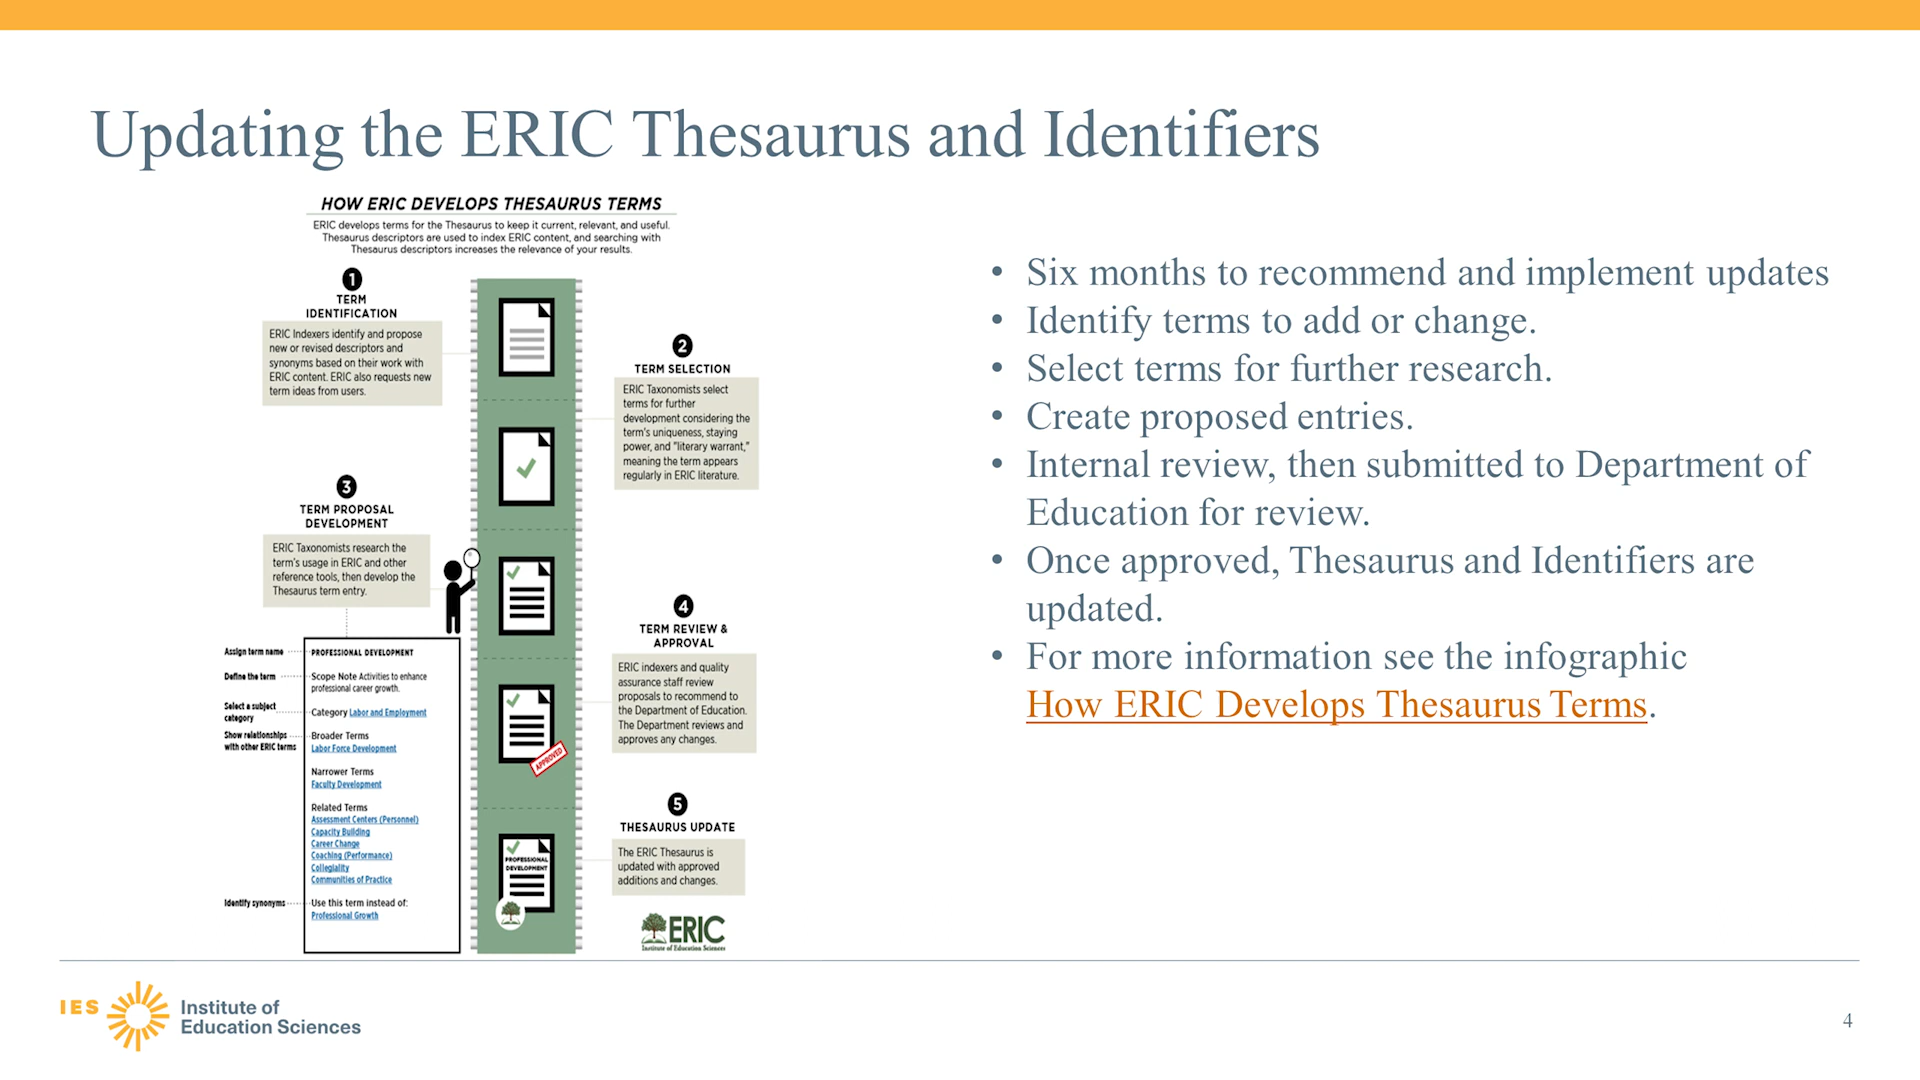 Updating the ERIC Thesaurus and Identifiers
HOW ERIC DEVELOPS THESAURUS TERMS
ERIC develops terms for the Thesaurus to keep it current, relevant, and useful.
Thesaurus descriptors are used to index ERIC content, and searching with
Thesaurus descriptors increases the relevance of your results.
1
TERM
IDENTIFICATION
ERIC Indexers identify and propose
new or revised descriptors and
synonyms based on their work with
ERIC content. ERIC also requests new
term ideas from users.
2
TERM SELECTION
ERIC Taxonomists select
terms for further
development considering the
term's uniqueness, staying
power, and "literary warrant,"
meaning the term appears
regularly in ERIC literature.
3
TERM PROPOSAL
DEVELOPMENT
ERIC Taxonomists research the
term's usage in ERIC and other
reference tools, then develop the
Thesaurus term entry.
Assign term name
PROFESSIONAL DEVELOPMENT
Define the term
Scope Note Activities to enhance
professional career growth.
Select a subject
category
Category Labor and Employment
Show relationships
with other ERIC terms
Broader Terms
Labor Force Development
Narrower Terms
Faculty Development
Related Terms
Assessment Centers (Personnel)
Capacity Building
Career Change
Coaching (Performance)
Collegiality
Communities of Practice
Identify synonyms
Use this term instead of:
Professional Growth
4
TERM REVIEW &
APPROVAL
ERIC indexers and quality
assurance staff review
proposals to recommend to
the Department of Education.
The Department reviews and
approves any changes.
APPROVED
5
THESAURUS UPDATE
The ERIC Thesaurus is
updated with approved
additions and changes.
PROFESSIONAL
DEVELOPMENT
ERIC
Institute of Education Sciences
• Six months to recommend and implement updates
• Identify terms to add or change.
• Select terms for further research.
• Create proposed entries.
• Internal review, then submitted to Department of
Education for review.
• Once approved, Thesaurus and Identifiers are
updated.
• For more information see the infographic
How ERIC Develops Thesaurus Terms.
IES
Institute of
Education Sciences
4